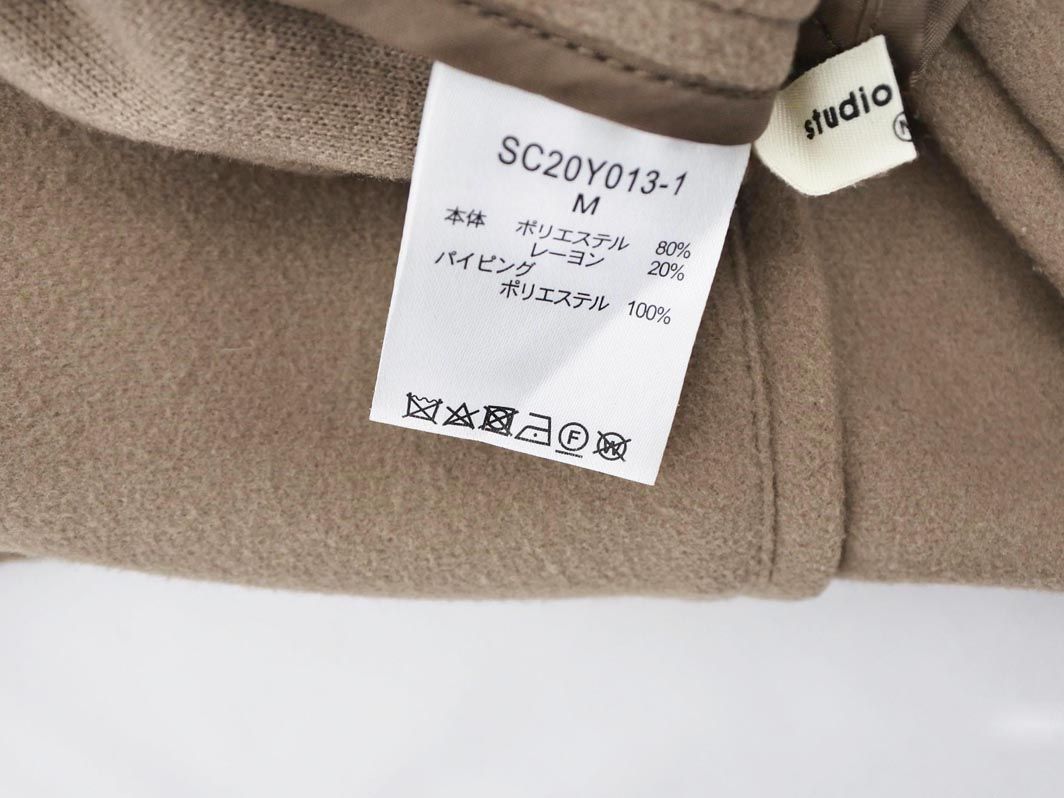 SC20Y013-1
M
本体 ポリエステル 80%
レーヨン 20%
パイピング
ポリエステル 100%
F
W
studio
N